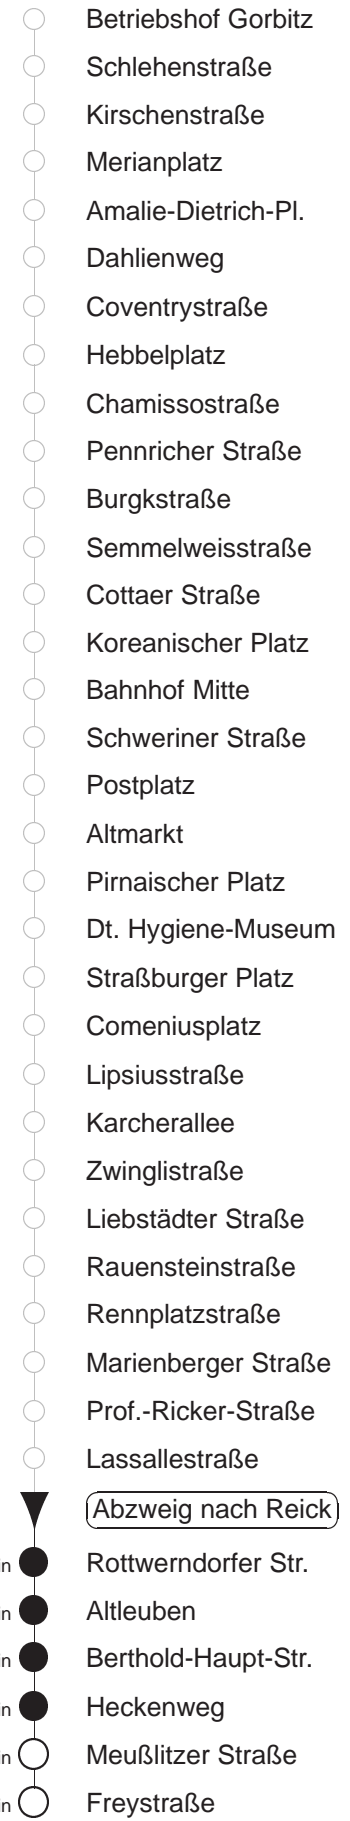 Betriebshof Gorbitz
Schlehenstraße
Kirschenstraße
Merianplatz
Amalie-Dietrich-Pl.
Dahlienweg
Coventrystraße
Hebbelplatz
Chamissostraße
Pennricher Straße
Burgkstraße
Semmelweisstraße
Cottaer Straße
Koreanischer Platz
Bahnhof Mitte
Schweriner Straße
Postplatz
Altmarkt
Pirnaischer Platz
Dt. Hygiene-Museum
Straßburger Platz
Comeniusplatz
Lipsiusstraße
Karcherallee
Zwinglistraße
Liebstädter Straße
Rauensteinstraße
Rennplatzstraße
Marienberger Straße
Prof.-Ricker-Straße
Lassallestraße
Abzweig nach Reick
Rottwerndorfer Str.
Altleuben
Berthold-Haupt-Str.
Heckenweg
Meußlitzer Straße
Freystraße